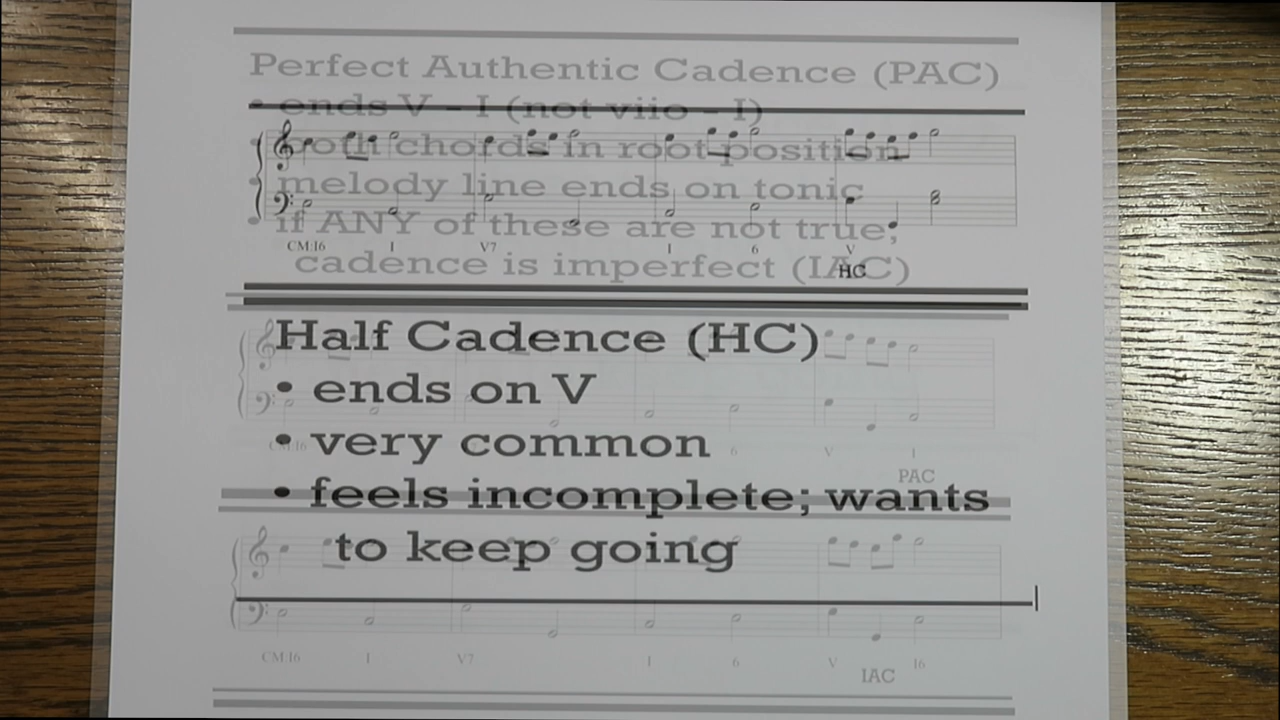 Perfect Authentic Cadence (PAC)
• ends V - I (not viio - I)
• both chords in root position
• melody line ends on tonic
• if ANY of these are not true;
CM:I6 I V7 I 6 V
cadence is imperfect (IAC)
HC
Half Cadence (HC)
• ends on V
• very common
CM:I6 6 V I
PAC
• feels incomplete; wants
to keep going
CM:I6 I V7 I 6 V I6
IAC